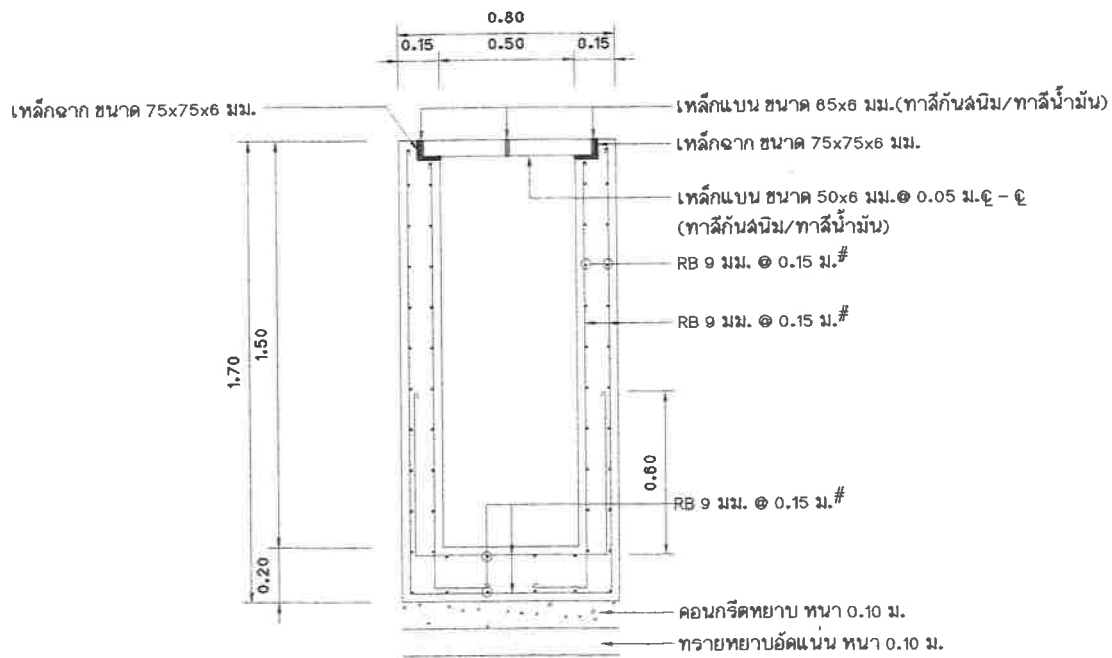 0.80
0.15 0.50 0.15
เหล็กฉาก ขนาด 75x75x6 มม.
เหล็กแบน ขนาด 65x6 มม.(ทาสีกันสนิม/ทาสีน้ำมัน)
เหล็กฉาก ขนาด 75x75x6 มม.
เหล็กแบน ขนาด 50x6 มม.@ 0.05 ม.℄ - ℄
(ทาสีกันสนิม/ทาสีน้ำมัน)
RB 9 มม. @ 0.15 ม.#
RB 9 มม. @ 0.15 ม.#
1.70
1.50
0.60
RB 9 มม. @ 0.15 ม.#
0.20
คอนกรีตหยาบ หนา 0.10 ม.
ทรายหยาบอัดแน่น หนา 0.10 ม.